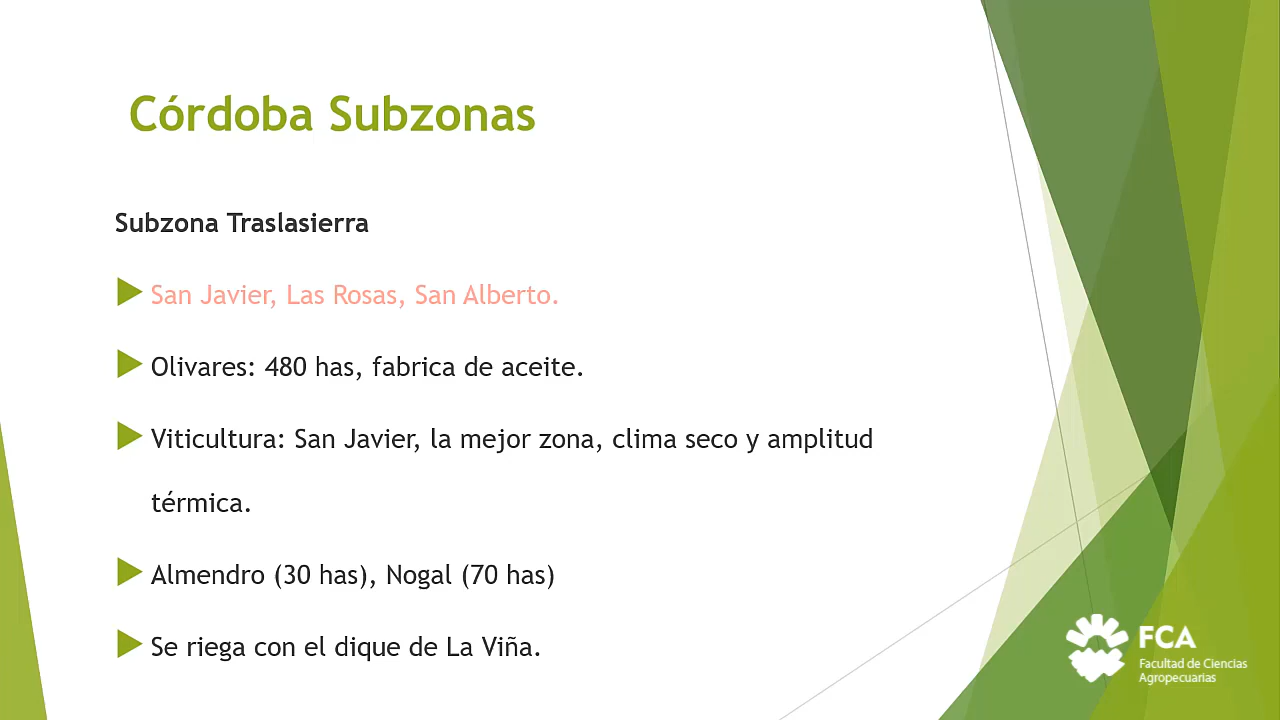 Córdoba Subzonas
Subzona Traslasierra
San Javier, Las Rosas, San Alberto.
Olivares: 480 has, fabrica de aceite.
Viticultura: San Javier, la mejor zona, clima seco y amplitud
térmica.
Almendro (30 has), Nogal (70 has)
Se riega con el dique de La Viña.
FCA
Facultad de Ciencias
Agropecuarias